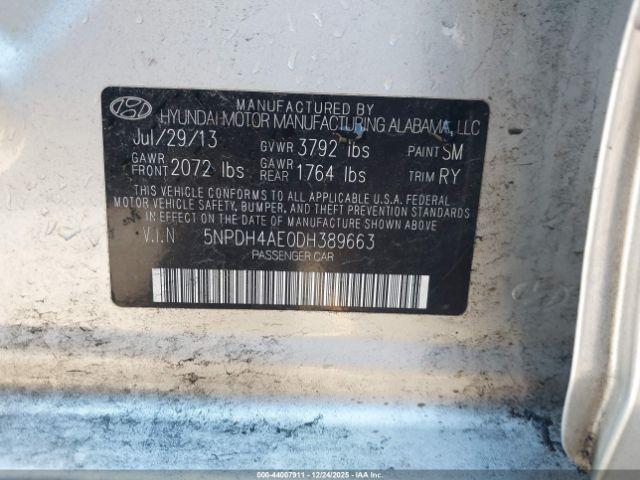 MANUFACTURED BY
HYUNDAI MOTOR MANUFACTURING ALABAMA, LLC
Jul/29/13 GVWR 3792 lbs PAINT SM
GAWR FRONT 2072 lbs GAWR REAR 1764 lbs TRIM RY
THIS VEHICLE CONFORMS TO ALL APPLICABLE U.S.A. FEDERAL
MOTOR VEHICLE SAFETY, BUMPER, AND THEFT PREVENTION STANDARDS
IN EFFECT ON THE DATE OF MANUFACTURE SHOWN ABOVE.
V.I.N 5NPDH4AE0DH389663
PASSENGER CAR
000-44007911 - 12/24/2025 - IAAI.COM